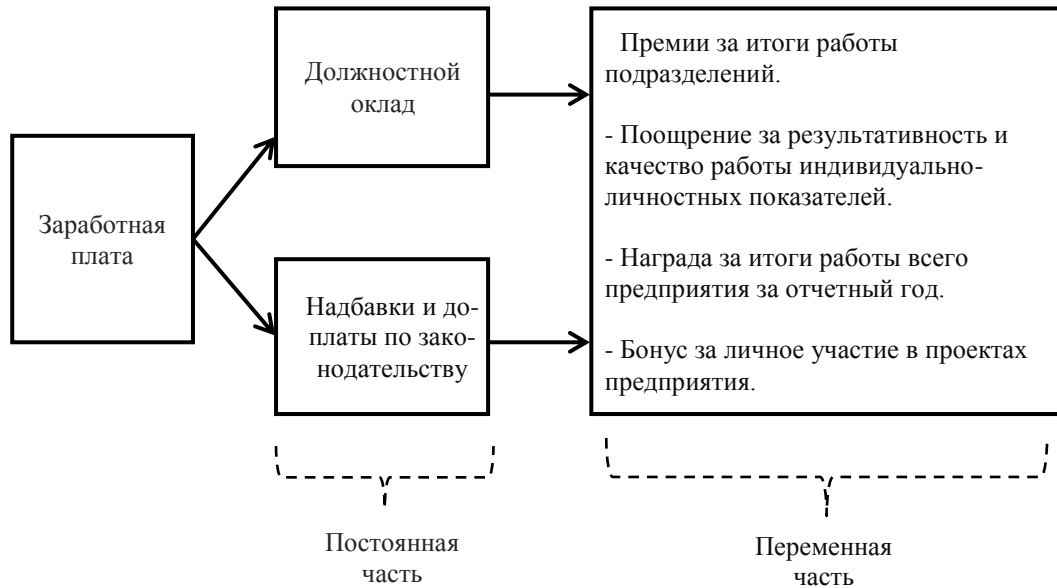 Заработная
плата
Должностной
оклад
Надбавки и до-
платы по зако-
нодательству
Премии за итоги работы
подразделений.
- Поощрение за результативность и
качество работы индивидуально-
личностных показателей.
- Награда за итоги работы всего
предприятия за отчетный год.
- Бонус за личное участие в проектах
предприятия.
Постоянная
часть
Переменная
часть